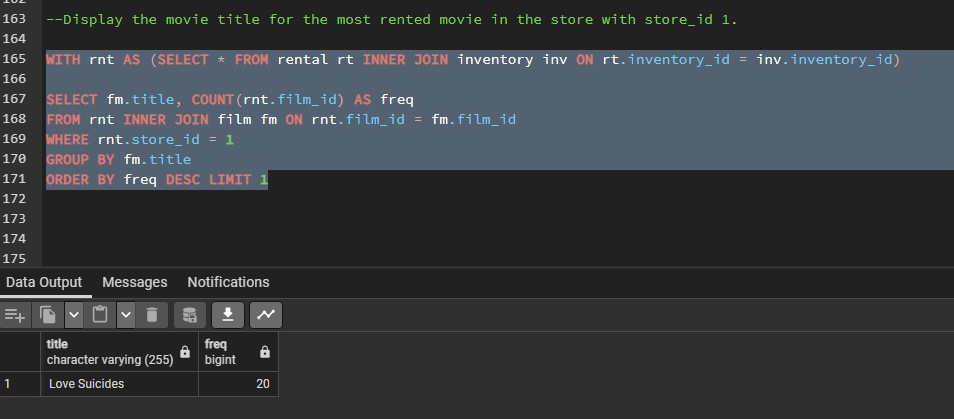 162
163 --Display the movie title for the most rented movie in the store with store_id 1.
164
165 WITH rnt AS (SELECT * FROM rental rt INNER JOIN inventory inv ON rt.inventory_id = inv.inventory_id)
166
167 SELECT fm.title, COUNT(rnt.film_id) AS freq
168 FROM rnt INNER JOIN film fm ON rnt.film_id = fm.film_id
169 WHERE rnt.store_id = 1
170 GROUP BY fm.title
171 ORDER BY freq DESC LIMIT 1
172
173
174
175
Data Output Messages Notifications
title freq
character varying (255) bigint
1 Love Suicides 20